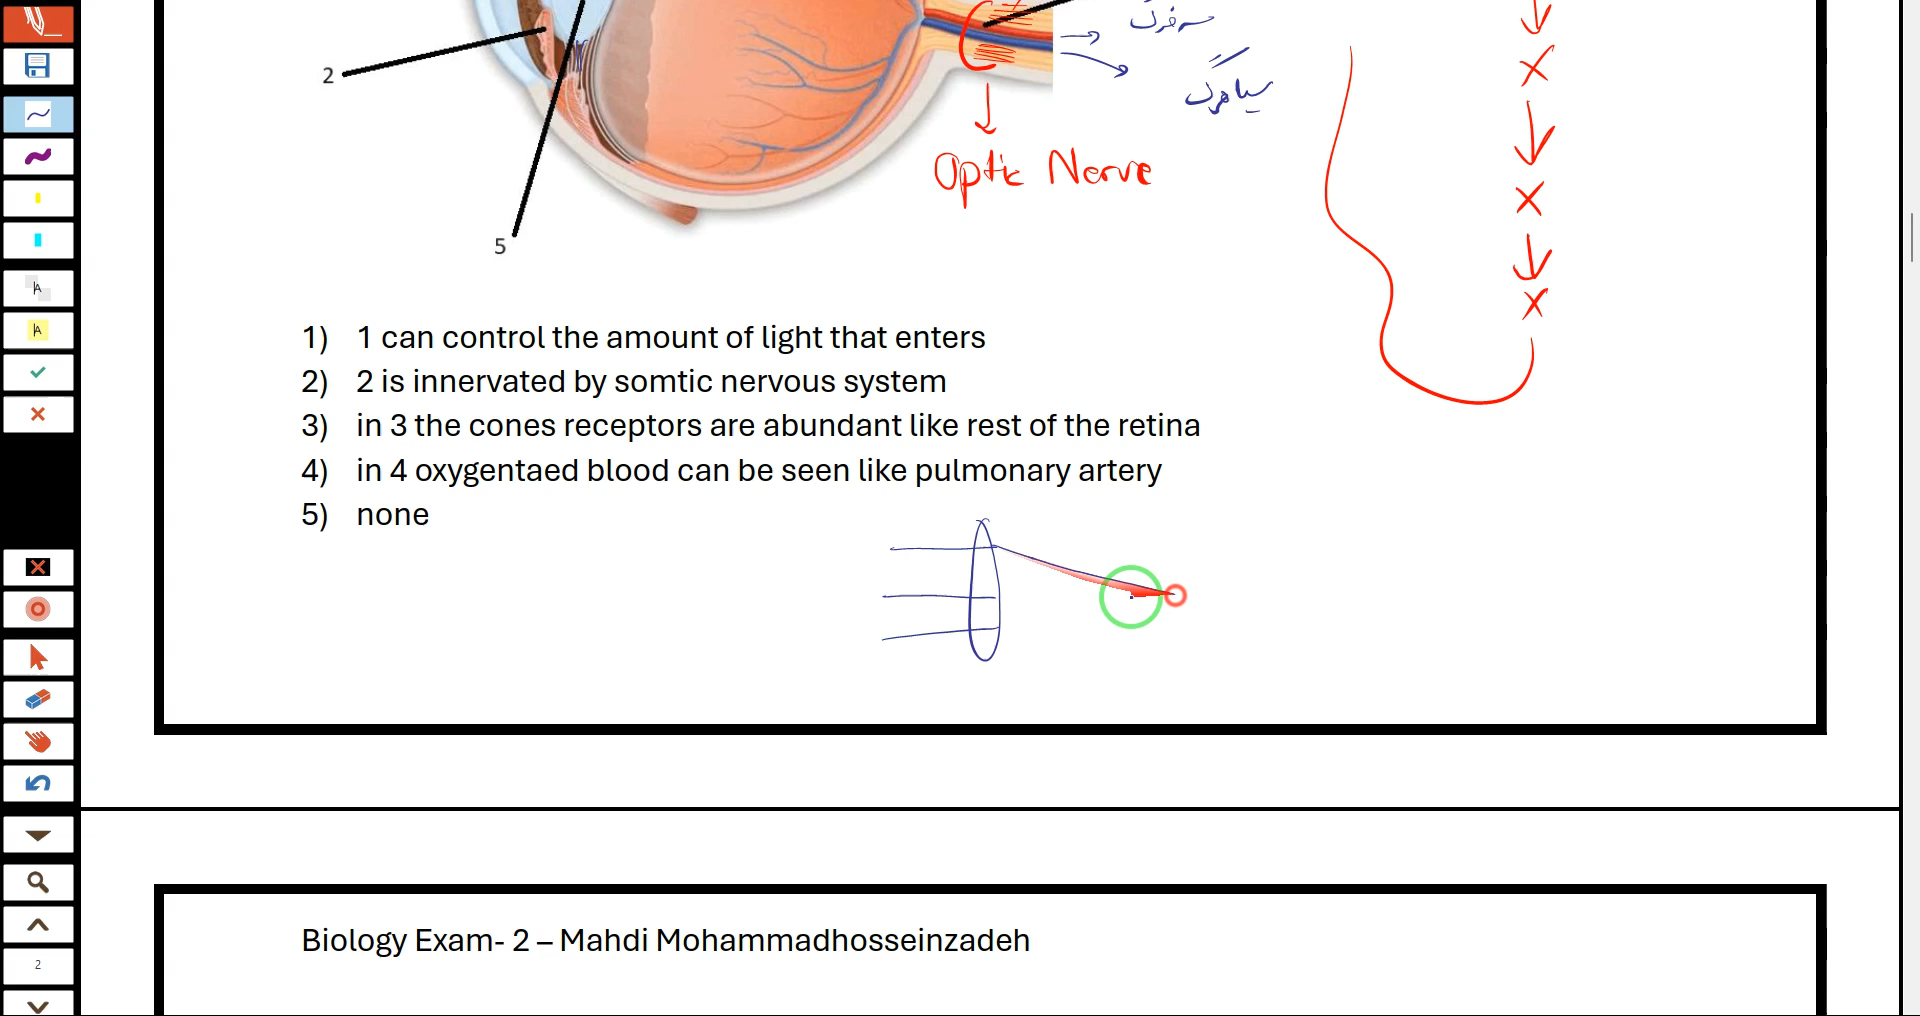 سرخرگ
2
سیاهرگ
Optic Nerve
5
1) 1 can control the amount of light that enters
2) 2 is innervated by somtic nervous system
3) in 3 the cones receptors are abundant like rest of the retina
4) in 4 oxygentaed blood can be seen like pulmonary artery
5) none
Biology Exam- 2 – Mahdi Mohammadhosseinzadeh
2